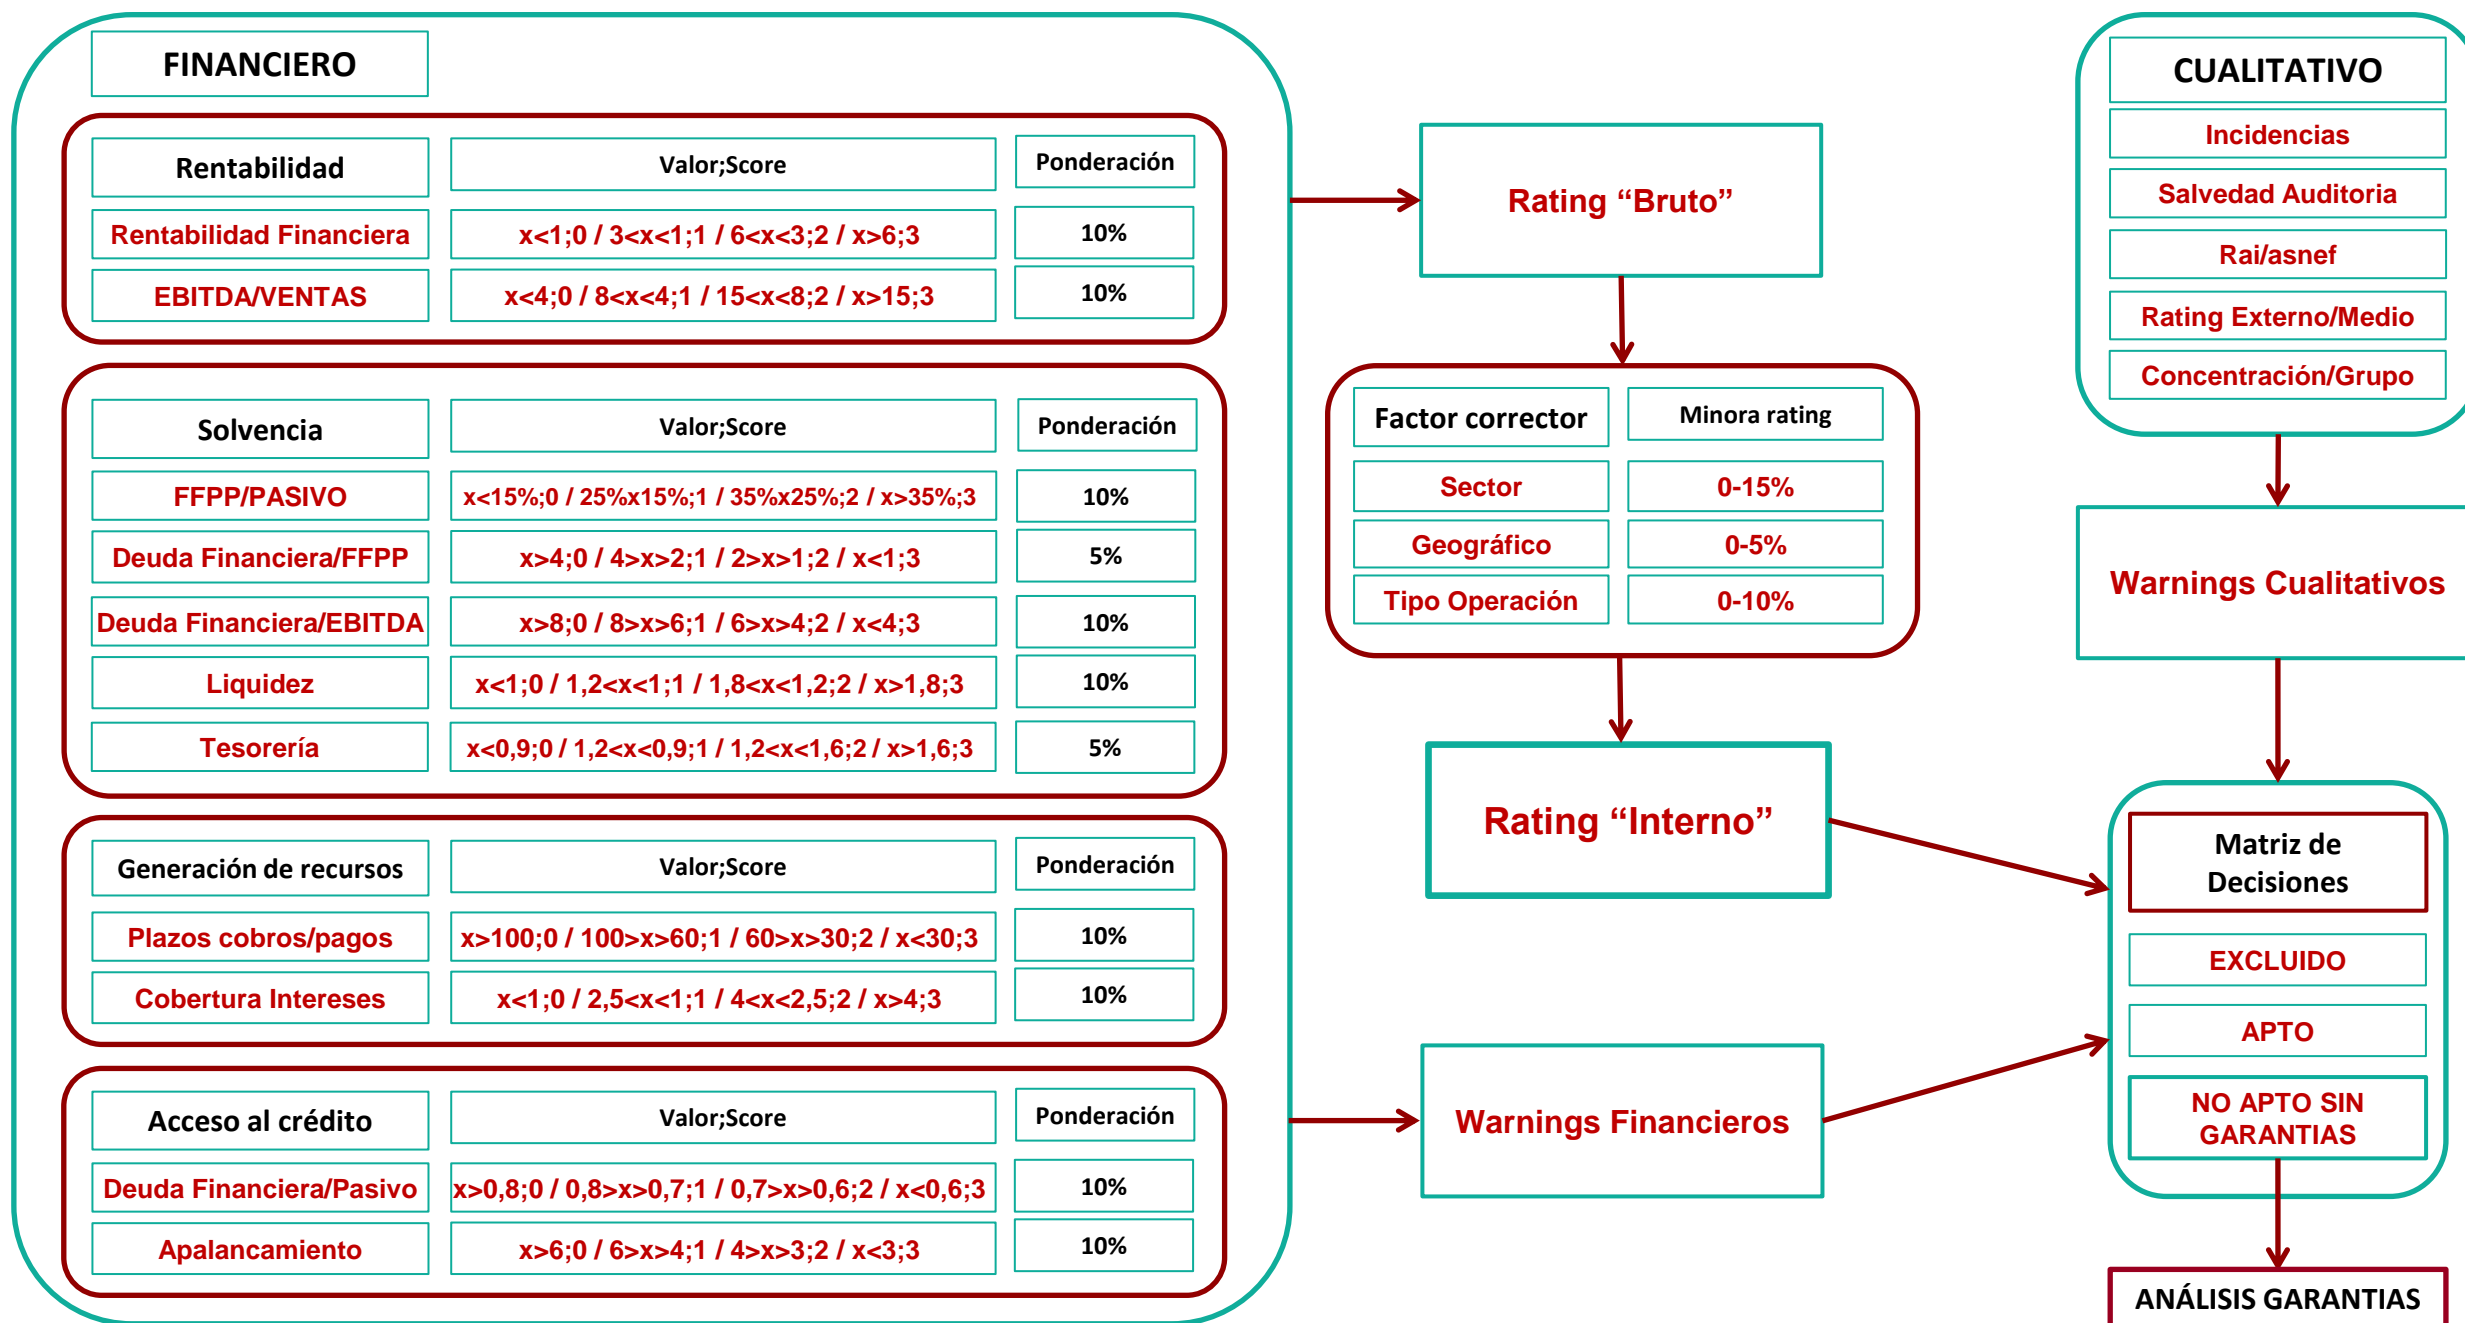 FINANCIERO
Rentabilidad
Valor;Score
Ponderación
Rentabilidad Financiera
x<1;0 / 3<x<1;1 / 6<x<3;2 / x>6;3
10%
EBITDA/VENTAS
x<4;0 / 8<x<4;1 / 15<x<8;2 / x>15;3
10%
Solvencia
Valor;Score
Ponderación
FFPP/PASIVO
x<15%;0 / 25%x15%;1 / 35%x25%;2 / x>35%;3
10%
Deuda Financiera/FFPP
x>4;0 / 4>x>2;1 / 2>x>1;2 / x<1;3
5%
Deuda Financiera/EBITDA
x>8;0 / 8>x>6;1 / 6>x>4;2 / x<4;3
10%
Liquidez
x<1;0 / 1,2<x<1;1 / 1,8<x<1,2;2 / x>1,8;3
10%
Tesorería
x<0,9;0 / 1,2<x<0,9;1 / 1,2<x<1,6;2 / x>1,6;3
5%
Generación de recursos
Valor;Score
Ponderación
Plazos cobros/pagos
x>100;0 / 100>x>60;1 / 60>x>30;2 / x<30;3
10%
Cobertura Intereses
x<1;0 / 2,5<x<1;1 / 4<x<2,5;2 / x>4;3
10%
Acceso al crédito
Valor;Score
Ponderación
Deuda Financiera/Pasivo
x>0,8;0 / 0,8>x>0,7;1 / 0,7>x>0,6;2 / x<0,6;3
10%
Apalancamiento
x>6;0 / 6>x>4;1 / 4>x>3;2 / x<3;3
10%
Rating “Bruto”
Factor corrector
Minora rating
Sector
0-15%
Geográfico
0-5%
Tipo Operación
0-10%
Rating “Interno”
Warnings Financieros
CUALITATIVO
Incidencias
Salvedad Auditoria
Rai/asnef
Rating Externo/Medio
Concentración/Grupo
Warnings Cualitativos
Matriz de
Decisiones
EXCLUIDO
APTO
NO APTO SIN
GARANTIAS
ANÁLISIS GARANTIAS